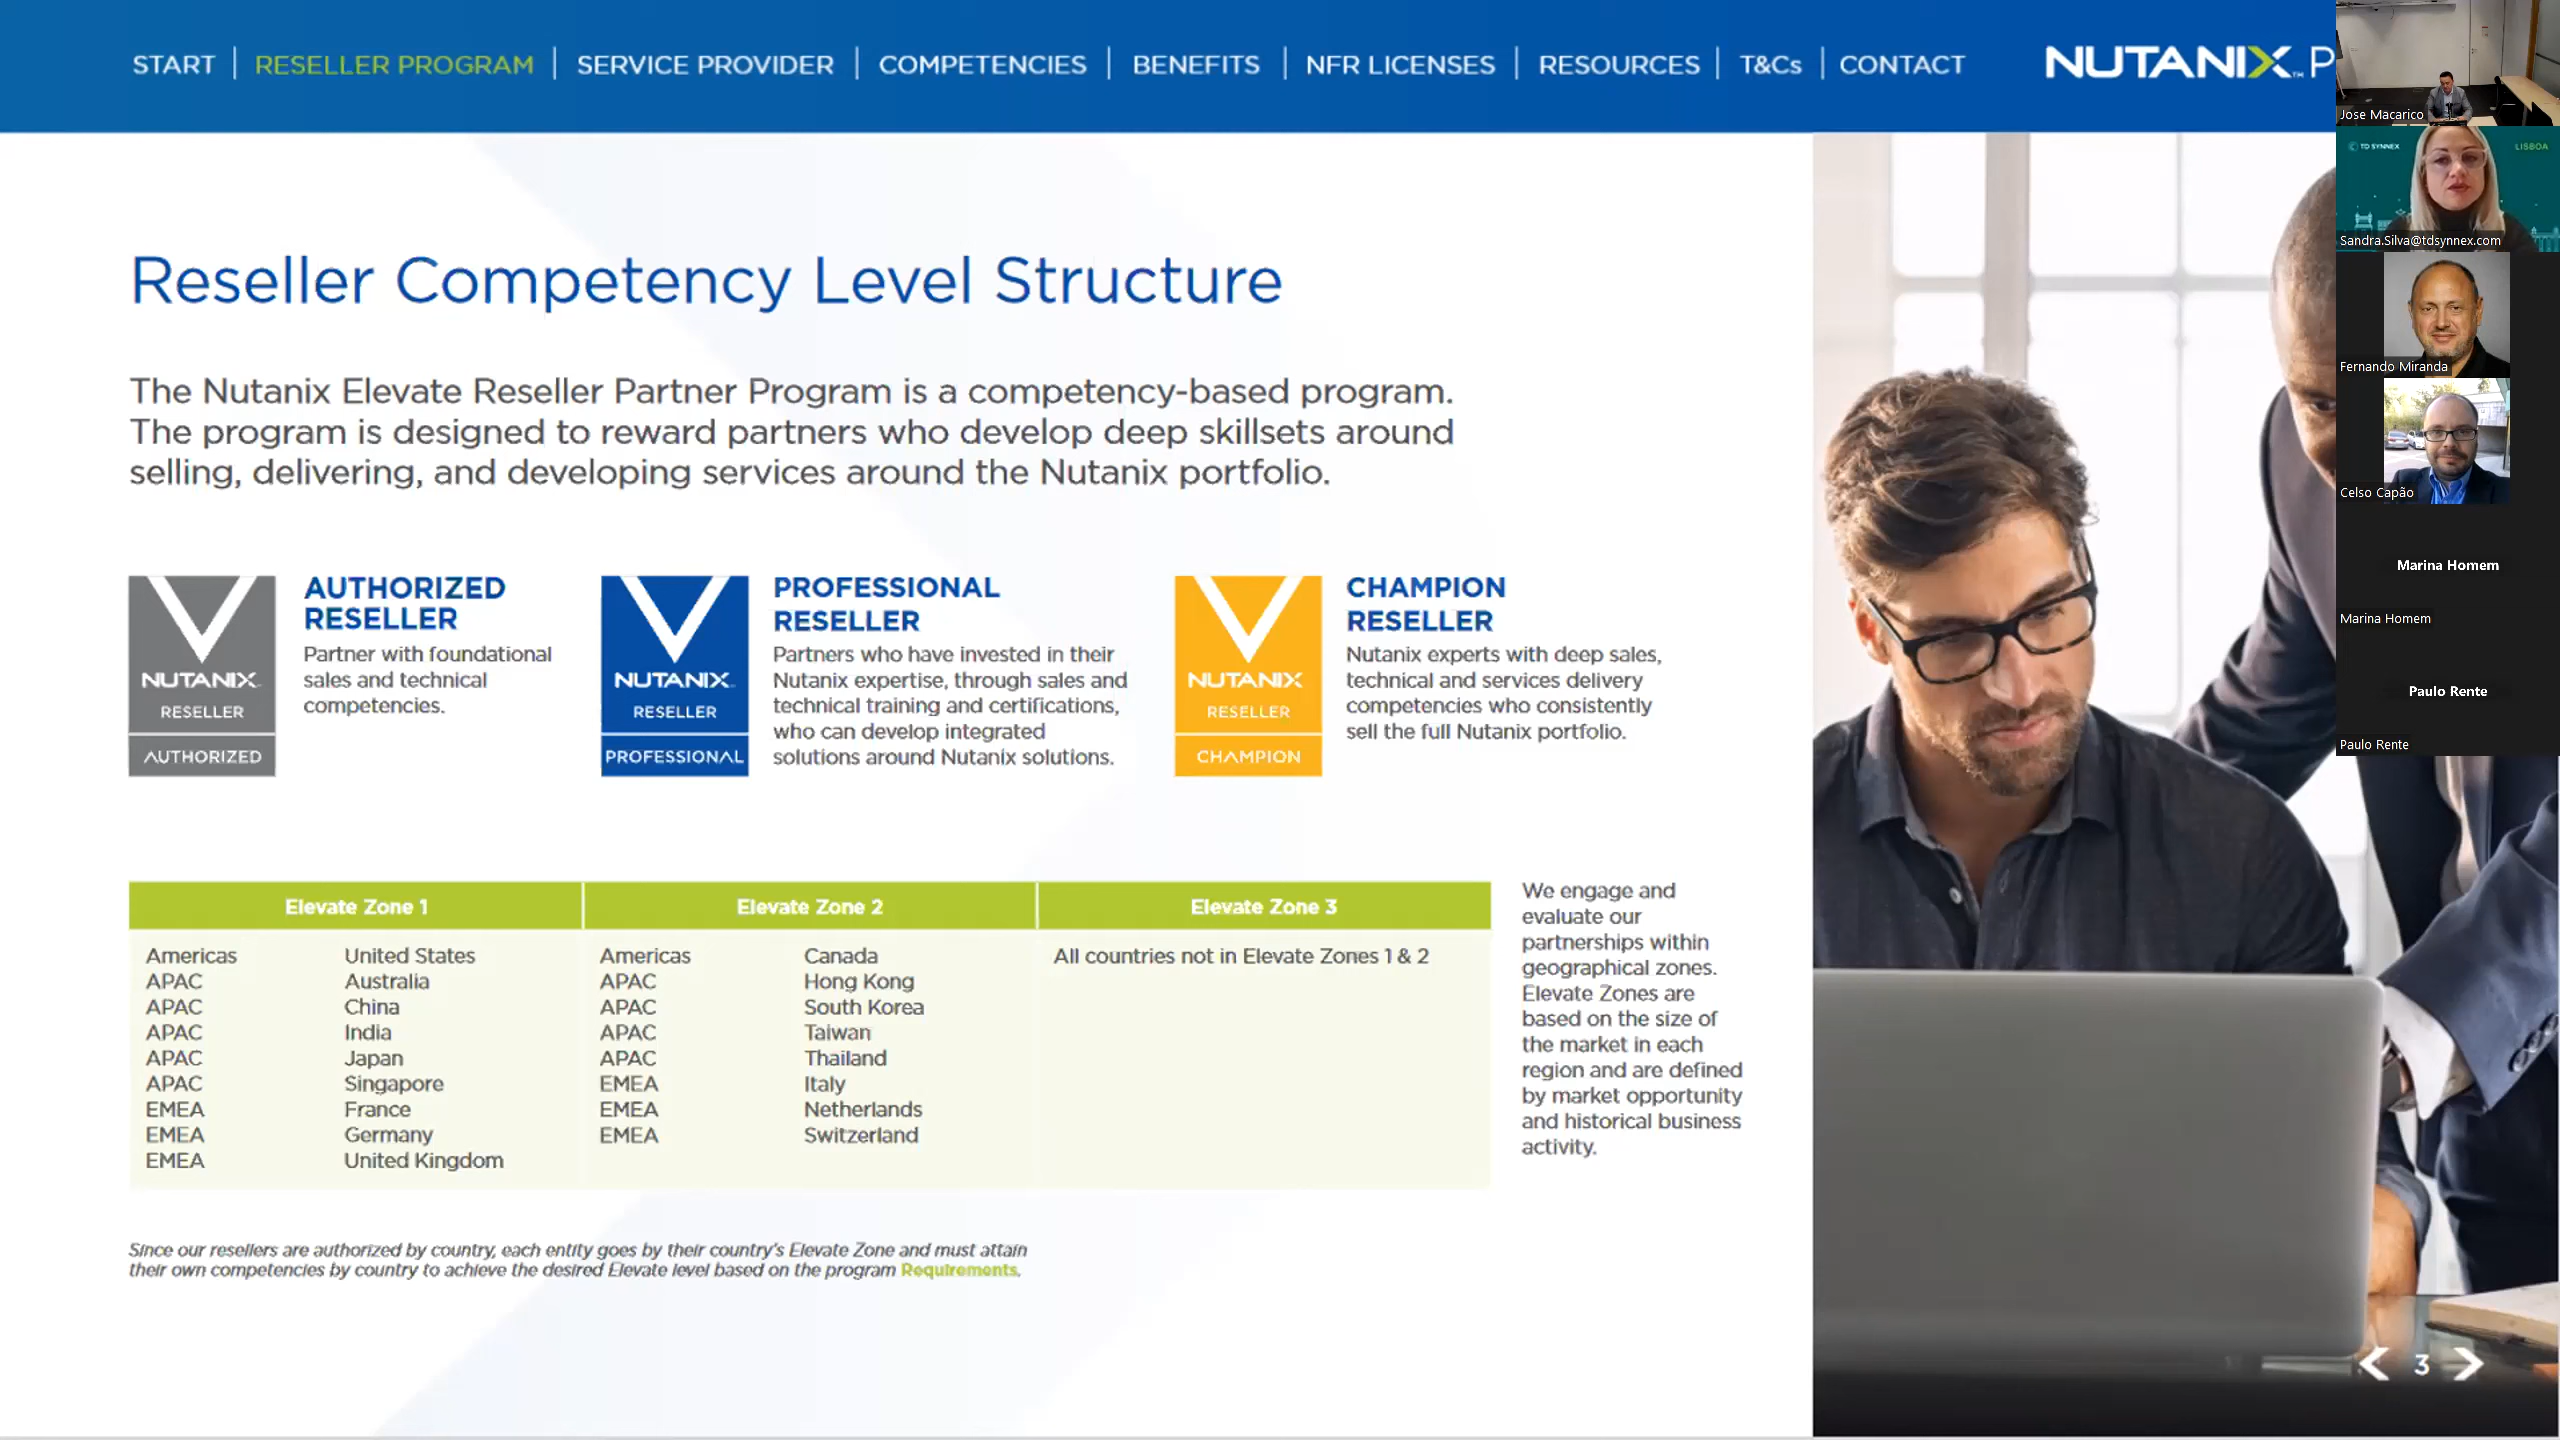 START | RESELLER PROGRAM | SERVICE PROVIDER | COMPETENCIES | BENEFITS | NFR LICENSES | RESOURCES | T&Cs | CONTACT
NUTANIX™ P
Reseller Competency Level Structure
The Nutanix Elevate Reseller Partner Program is a competency-based program.
The program is designed to reward partners who develop deep skillsets around
selling, delivering, and developing services around the Nutanix portfolio.
NUTANIX™
RESELLER
AUTHORIZED
AUTHORIZED
RESELLER
Partner with foundational
sales and technical
competencies.
NUTANIX™
RESELLER
PROFESSIONAL
PROFESSIONAL
RESELLER
Partners who have invested in their
Nutanix expertise, through sales and
technical training and certifications,
who can develop integrated
solutions around Nutanix solutions.
NUTANIX
RESELLER
CHAMPION
CHAMPION
RESELLER
Nutanix experts with deep sales,
technical and services delivery
competencies who consistently
sell the full Nutanix portfolio.
Elevate Zone 1
Americas United States
APAC Australia
APAC China
APAC India
APAC Japan
APAC Singapore
EMEA France
EMEA Germany
EMEA United Kingdom
Elevate Zone 2
Americas Canada
APAC Hong Kong
APAC South Korea
APAC Taiwan
APAC Thailand
EMEA Italy
EMEA Netherlands
EMEA Switzerland
Elevate Zone 3
All countries not in Elevate Zones 1 & 2
We engage and
evaluate our
partnerships within
geographical zones.
Elevate Zones are
based on the size of
the market in each
region and are defined
by market opportunity
and historical business
activity.
Since our resellers are authorized by country, each entity goes by their country's Elevate Zone and must attain
their own competencies by country to achieve the desired Elevate level based on the program Requirements.
3
Jose Macarico
TD SYNNEX
LISBOA
Sandra.Silva@tdsynnex.com
Fernando Miranda
Celso Capão
Marina Homem
Marina Homem
Paulo Rente
Paulo Rente